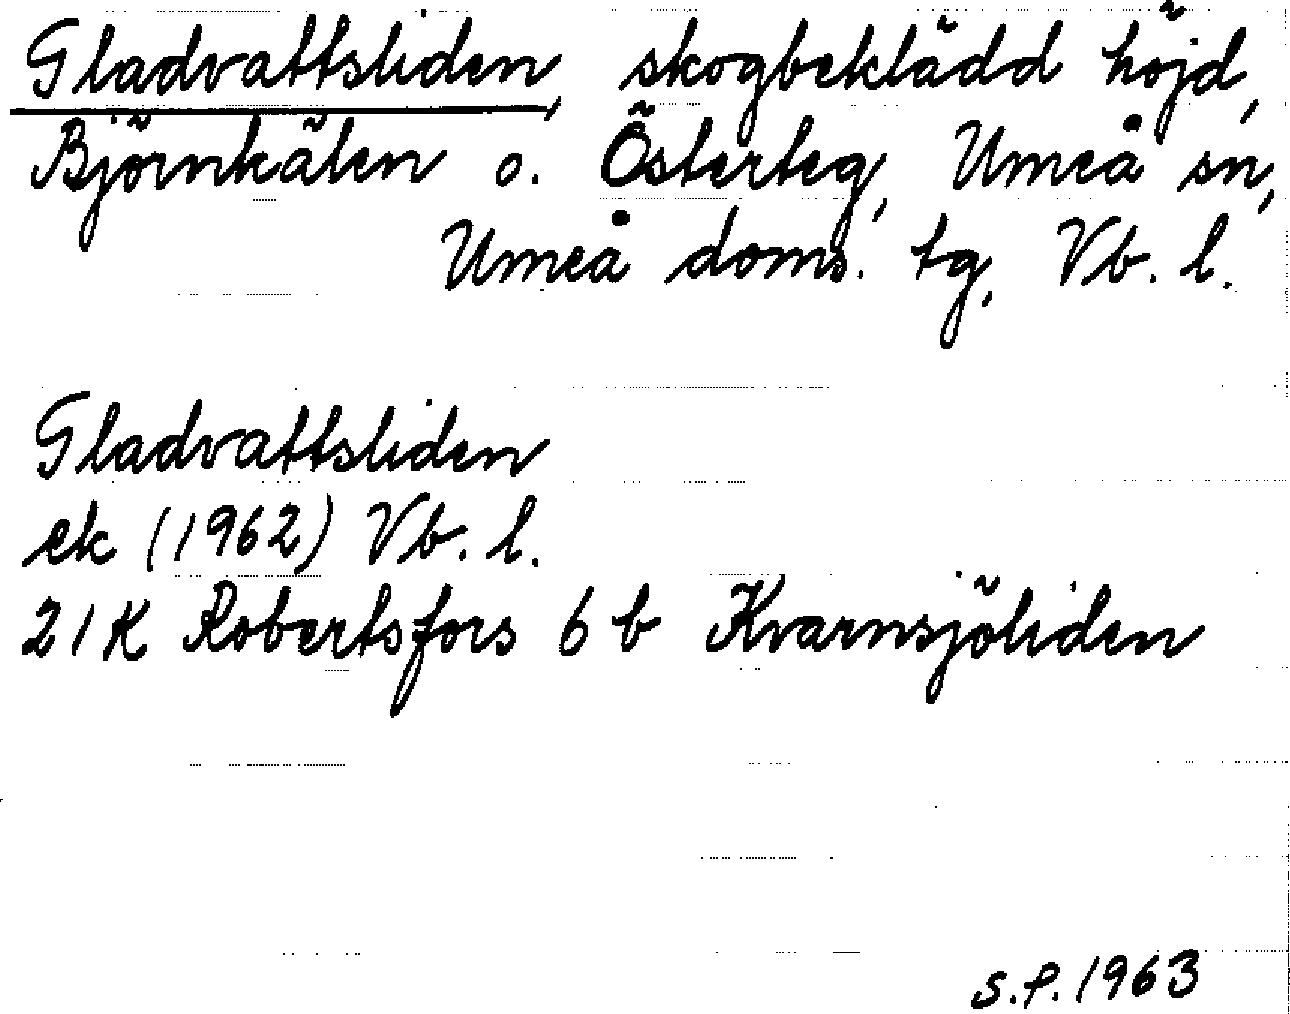 Gladvattsliden, skogbeklädd höjd,
Björnkälen o. Österteg, Umeå sn,
Umeå doms. tg, Vb. l.
Gladvattsliden
ek (1962) Vb. l.
21K Robertsfors 6 b Kvarnsjöliden
S.P. 1963